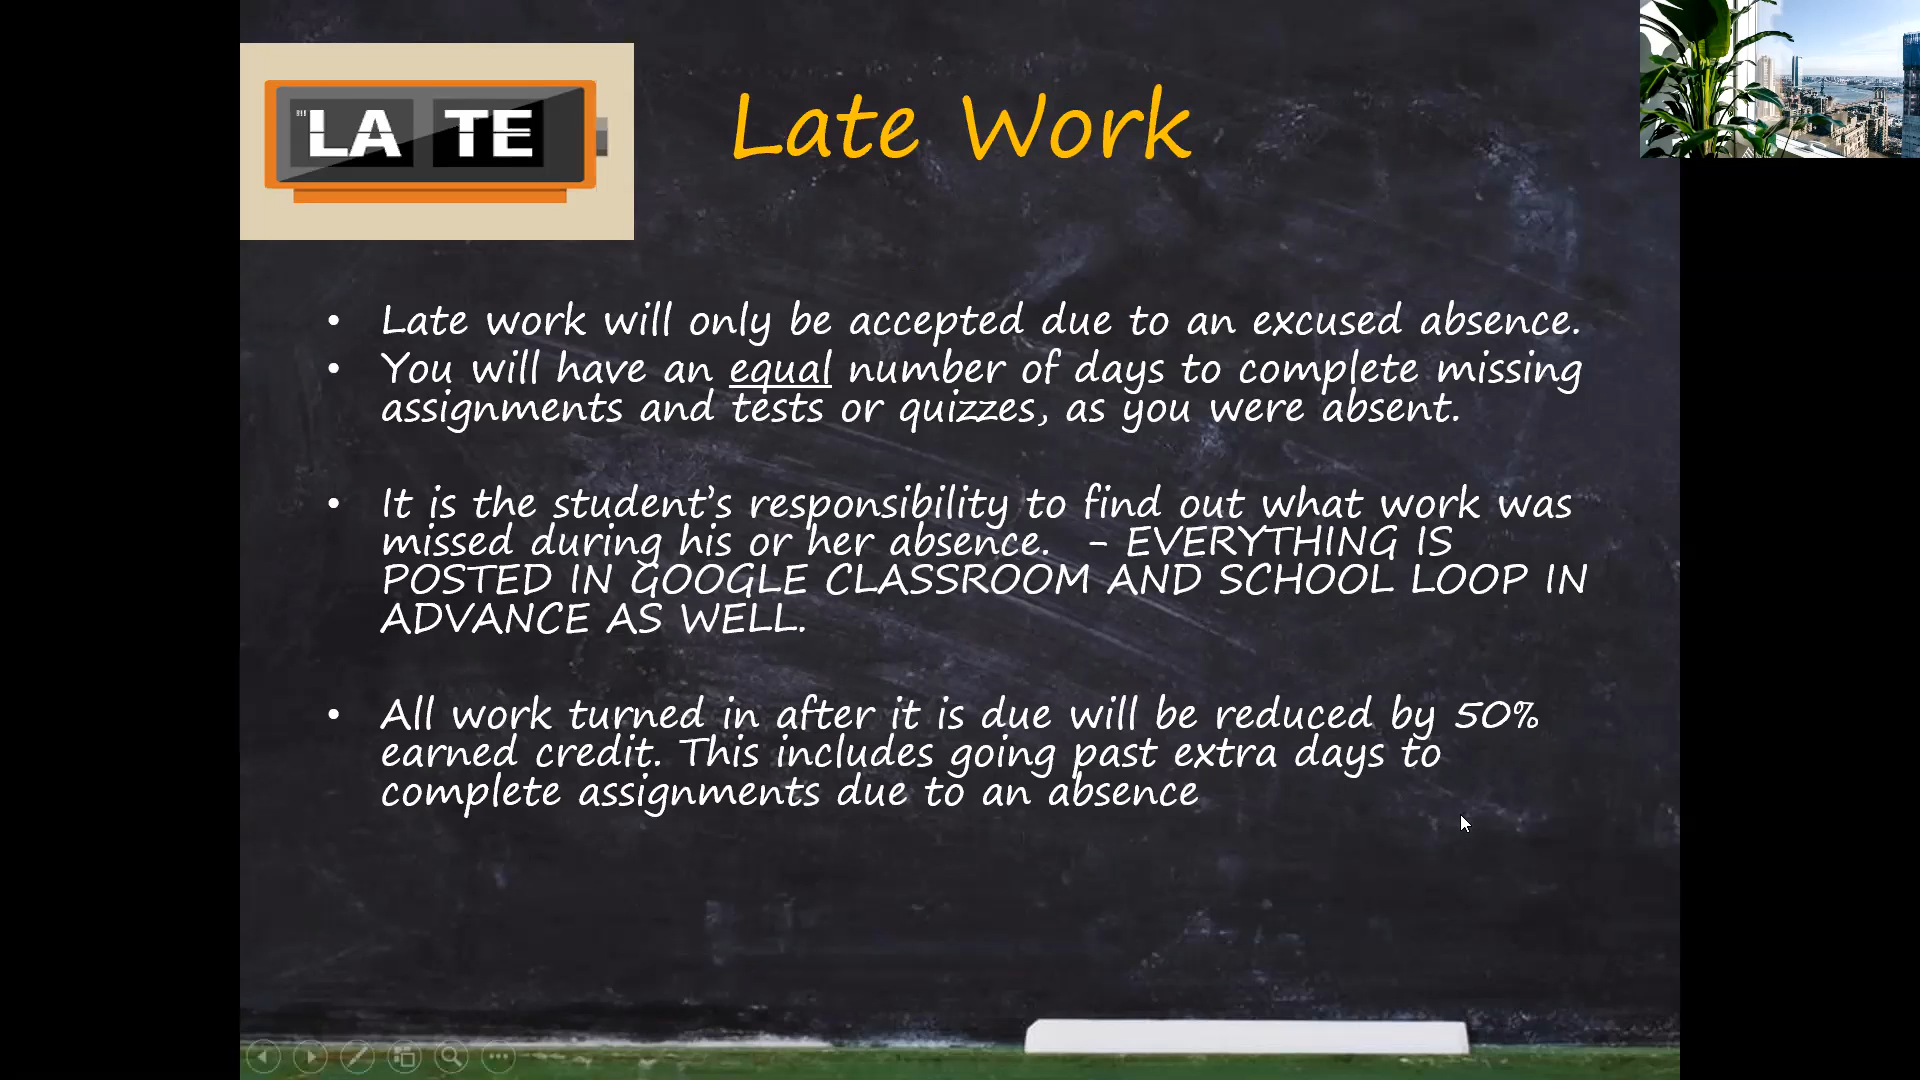 LA TE
Late Work
• Late work will only be accepted due to an excused absence.
• You will have an equal number of days to complete missing
assignments and tests or quizzes, as you were absent.
• It is the student's responsibility to find out what work was
missed during his or her absence. - EVERYTHING IS
POSTED IN GOOGLE CLASSROOM AND SCHOOL LOOP IN
ADVANCE AS WELL.
• All work turned in after it is due will be reduced by 50%
earned credit. This includes going past extra days to
complete assignments due to an absence